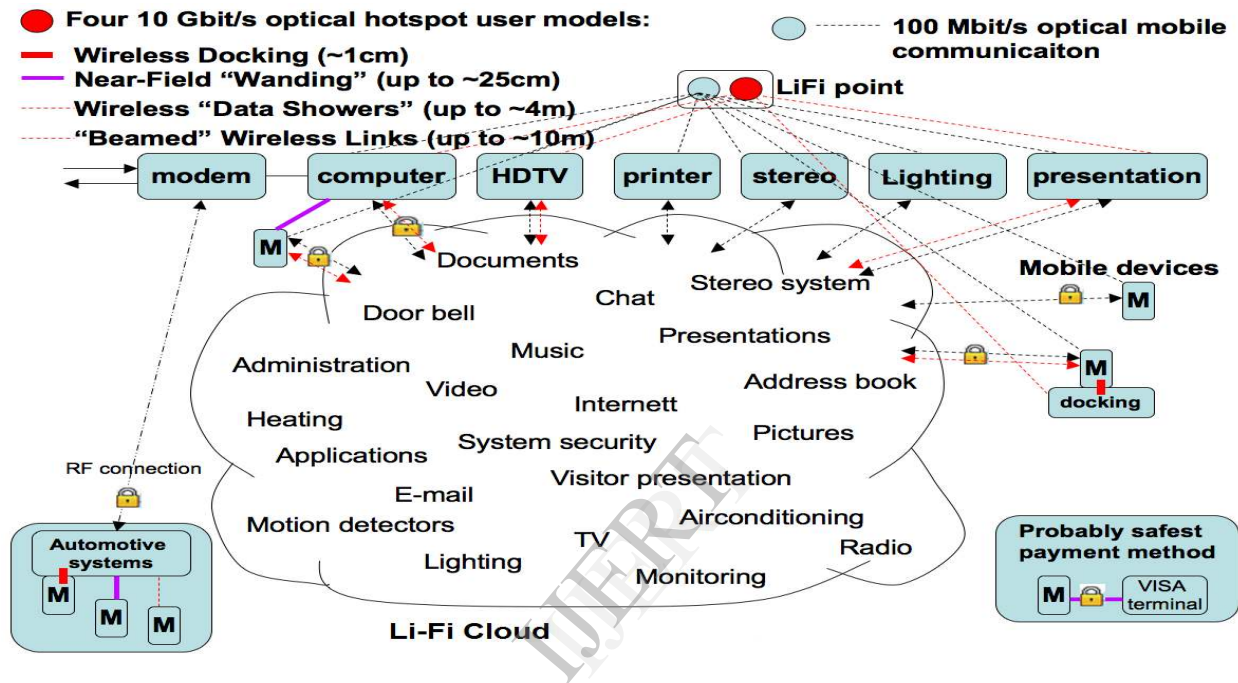 Four 10 Gbit/s optical hotspot user models:
Wireless Docking (~1cm)
Near-Field “Wanding” (up to ~25cm)
Wireless “Data Showers” (up to ~4m)
“Beamed” Wireless Links (up to ~10m)
100 Mbit/s optical mobile
communicaiton
LiFi point
modem
computer
HDTV
printer
stereo
Lighting
presentation
M
Documents
Stereo system
Mobile devices
Chat
M
Door bell
Presentations
Music
Administration
M
Video
Address book
docking
Internett
Heating
Pictures
System security
Applications
RF connection
Visitor presentation
E-mail
Motion detectors
Airconditioning
TV
Radio
Lighting
Monitoring
Automotive
systems
M
M
M
Probably safest
payment method
M
VISA
terminal
Li-Fi Cloud
IJERT